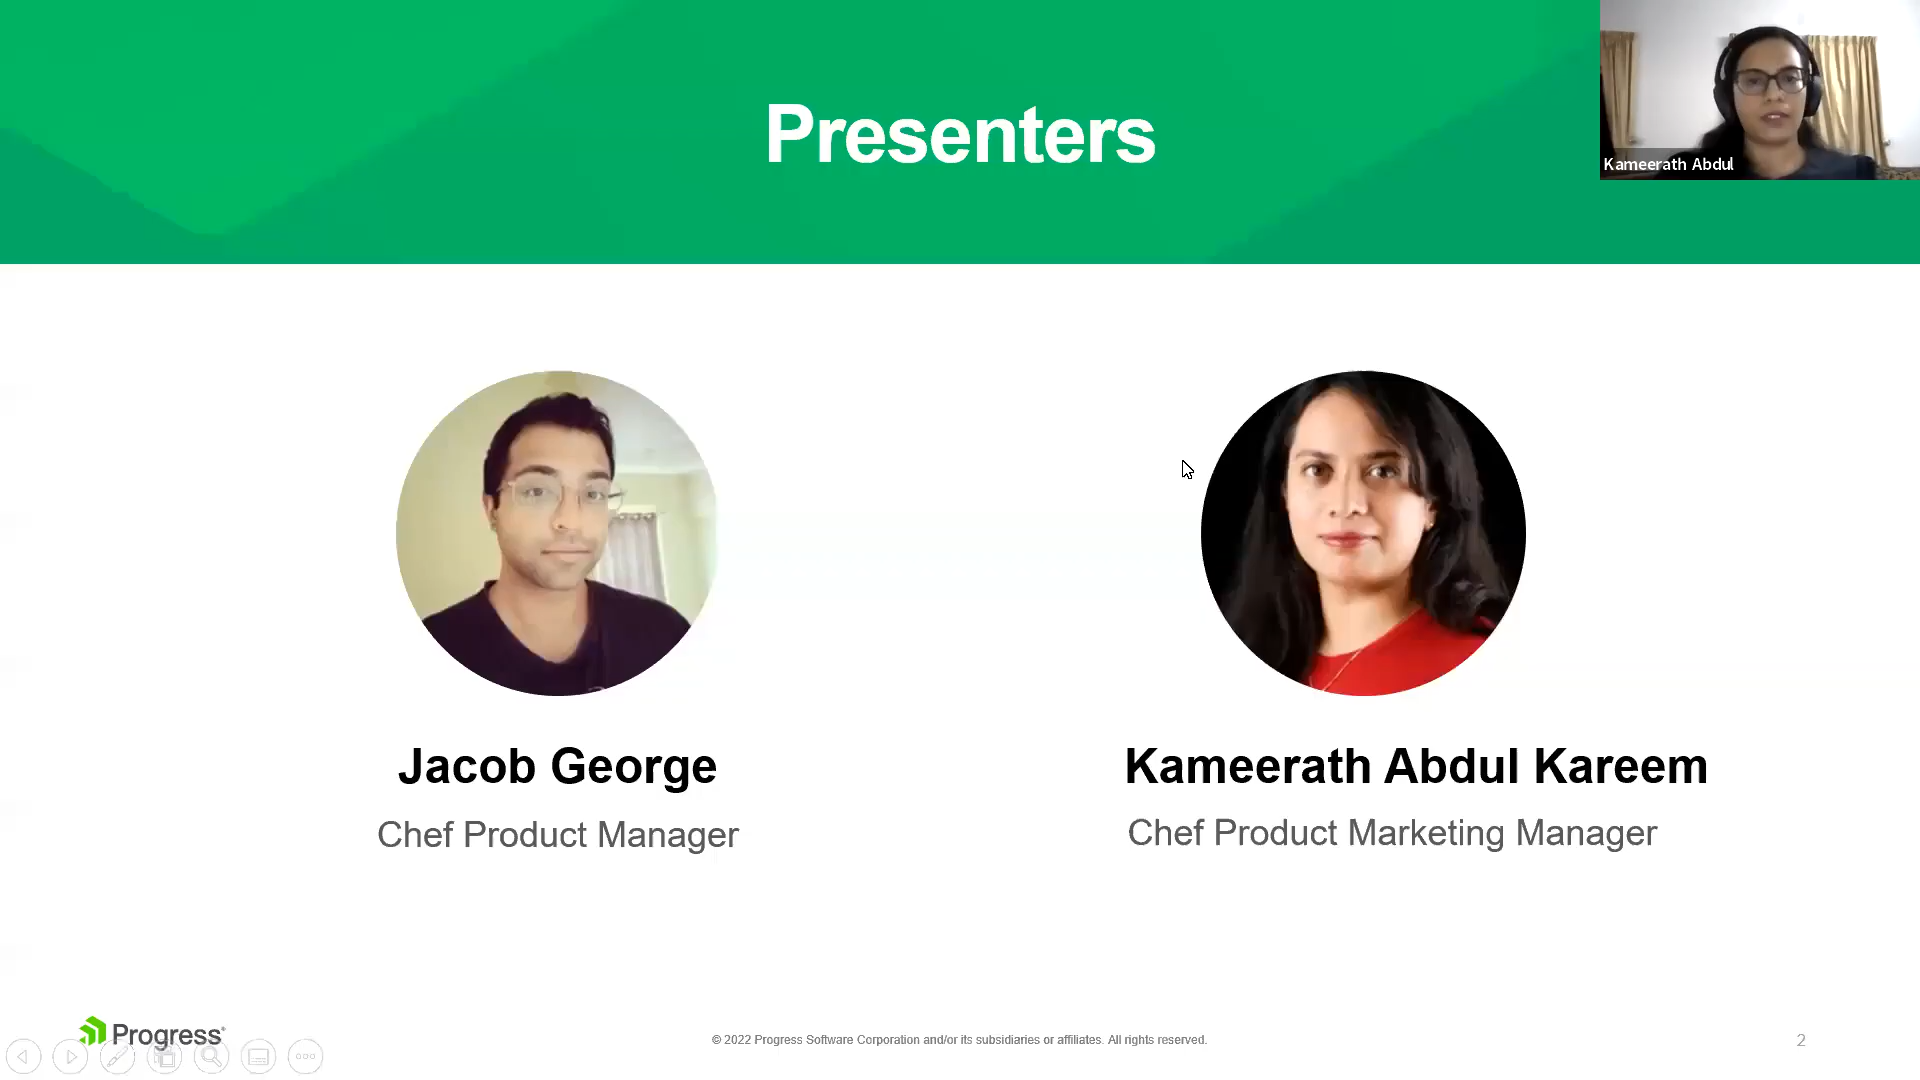 Presenters
Kameerath Abdul
Jacob George
Kameerath Abdul Kareem
Chef Product Manager
Chef Product Marketing Manager
Progress®
© 2022 Progress Software Corporation and/or its subsidiaries or affiliates. All rights reserved.
2